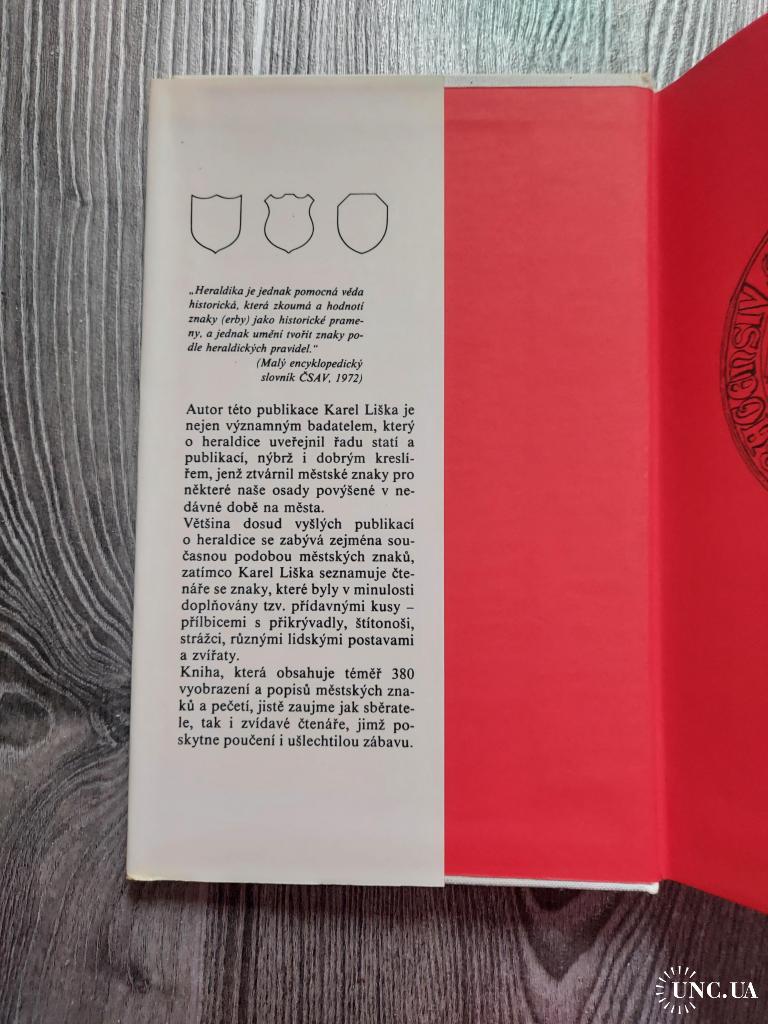 „Heraldika je jednak pomocná věda
historická, která zkoumá a hodnotí
znaky (erby) jako historické prame-
ny, a jednak umění tvořit znaky po-
dle heraldických pravidel.“
(Malý encyklopedický
slovník ČSAV, 1972)
Autor této publikace Karel Liška je
nejen významným badatelem, který
o heraldice uveřejnil řadu statí a
publikací, nýbrž i dobrým kreslí-
řem, jenž ztvárnil městské znaky pro
některé naše osady povýšené v ne-
dávné době na města.
Většina dosud vyšlých publikací
o heraldice se zabývá zejména sou-
časnou podobou městských znaků,
zatímco Karel Liška seznamuje čte-
náře se znaky, které byly v minulosti
doplňovány tzv. přídavnými kusy –
přílbicemi s přikrývadly, štítonoši,
strážci, různými lidskými postavami
a zvířaty.
Kniha, která obsahuje téměř 380
vyobrazení a popisů městských zna-
ků a pečetí, jistě zaujme jak sběrate-
le, tak i zvídavé čtenáře, jimž po-
skytne poučení i ušlechtilou zábavu.
UNC.UA